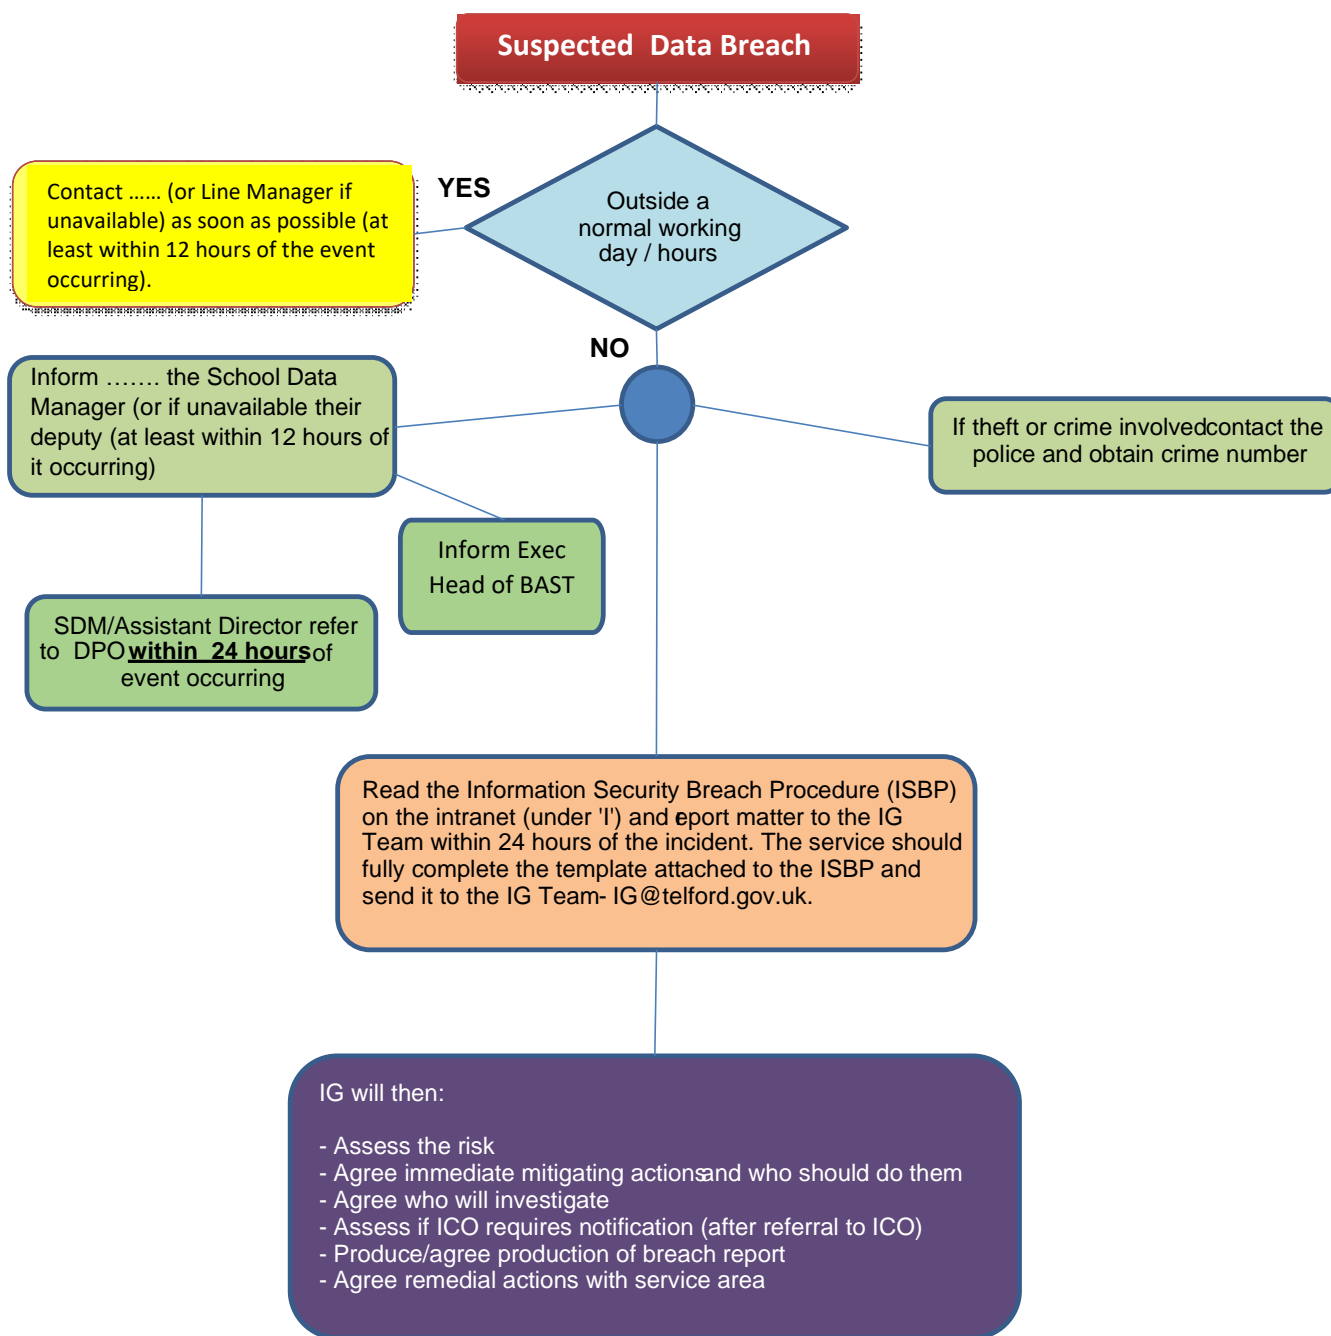 Suspected  Data Breach
YES
Outside a
normal working
day / hours
Contact ...... (or Line Manager if
unavailable) as soon as possible (at
least within 12 hours of the event
occurring).
NO
Inform ……. the School Data
Manager (or if unavailable their
deputy (at least within 12 hours of
it occurring)
If theft or crime involvedcontact the
police and obtain crime number
Inform Exec
Head of BAST
SDM/Assistant Director refer
to  DPO within  24 hours of
event occurring
Read the Information Security Breach Procedure (ISBP)
on the intranet (under 'I') and report matter to the IG
Team within 24 hours of the incident. The service should
fully complete the template attached to the ISBP and
send it to the IG Team- IG@telford.gov.uk.
IG will then:
- Assess the risk
- Agree immediate mitigating actions and who should do them
- Agree who will investigate
- Assess if ICO requires notification (after referral to ICO)
- Produce/agree production of breach report
- Agree remedial actions with service area